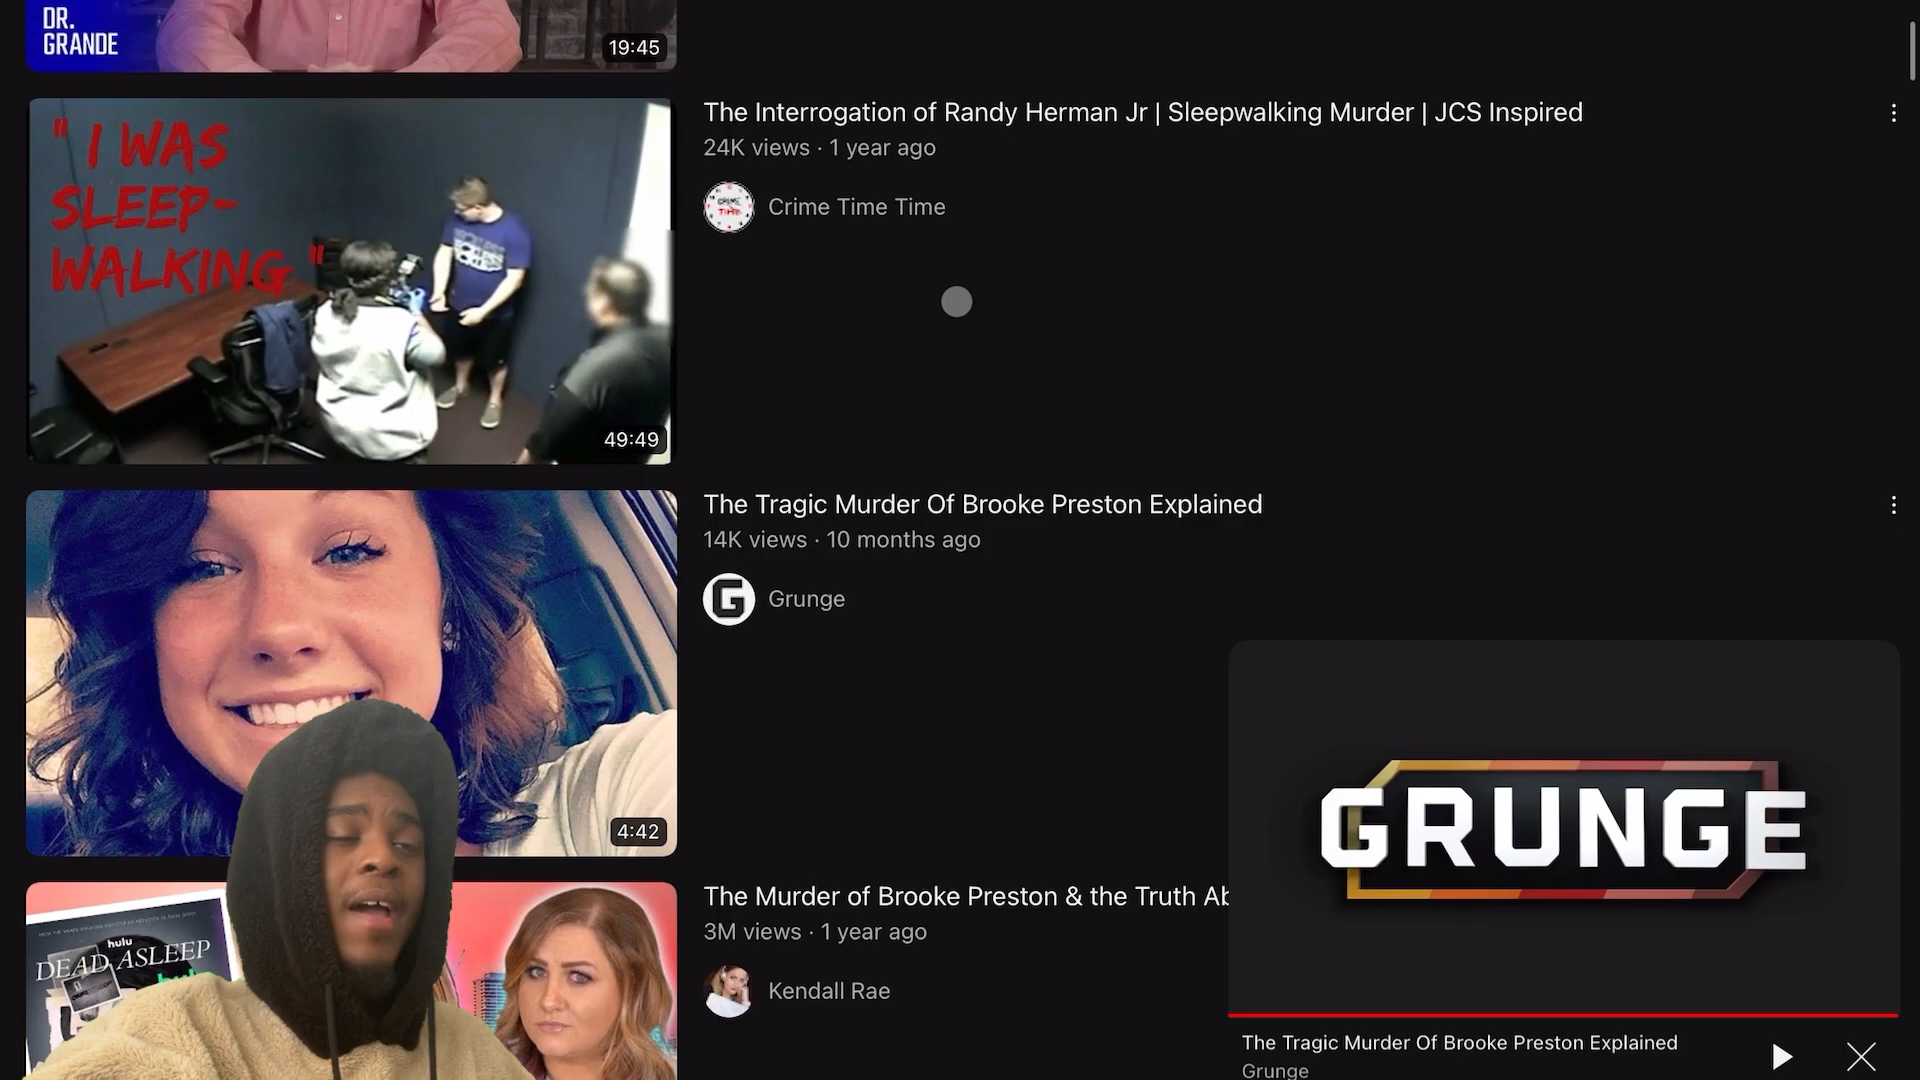 DR.
GRANDE
19:45
" I WAS
SLEEP-
WALKING "
49:49
The Interrogation of Randy Herman Jr | Sleepwalking Murder | JCS Inspired
24K views · 1 year ago
CRIME
TIME
Crime Time Time
4:42
The Tragic Murder Of Brooke Preston Explained
14K views · 10 months ago
G
Grunge
GRUNGE
hulu
DEAD ASLEEP
The Murder of Brooke Preston & the Truth Ab
3M views · 1 year ago
Kendall Rae
The Tragic Murder Of Brooke Preston Explained
Grunge